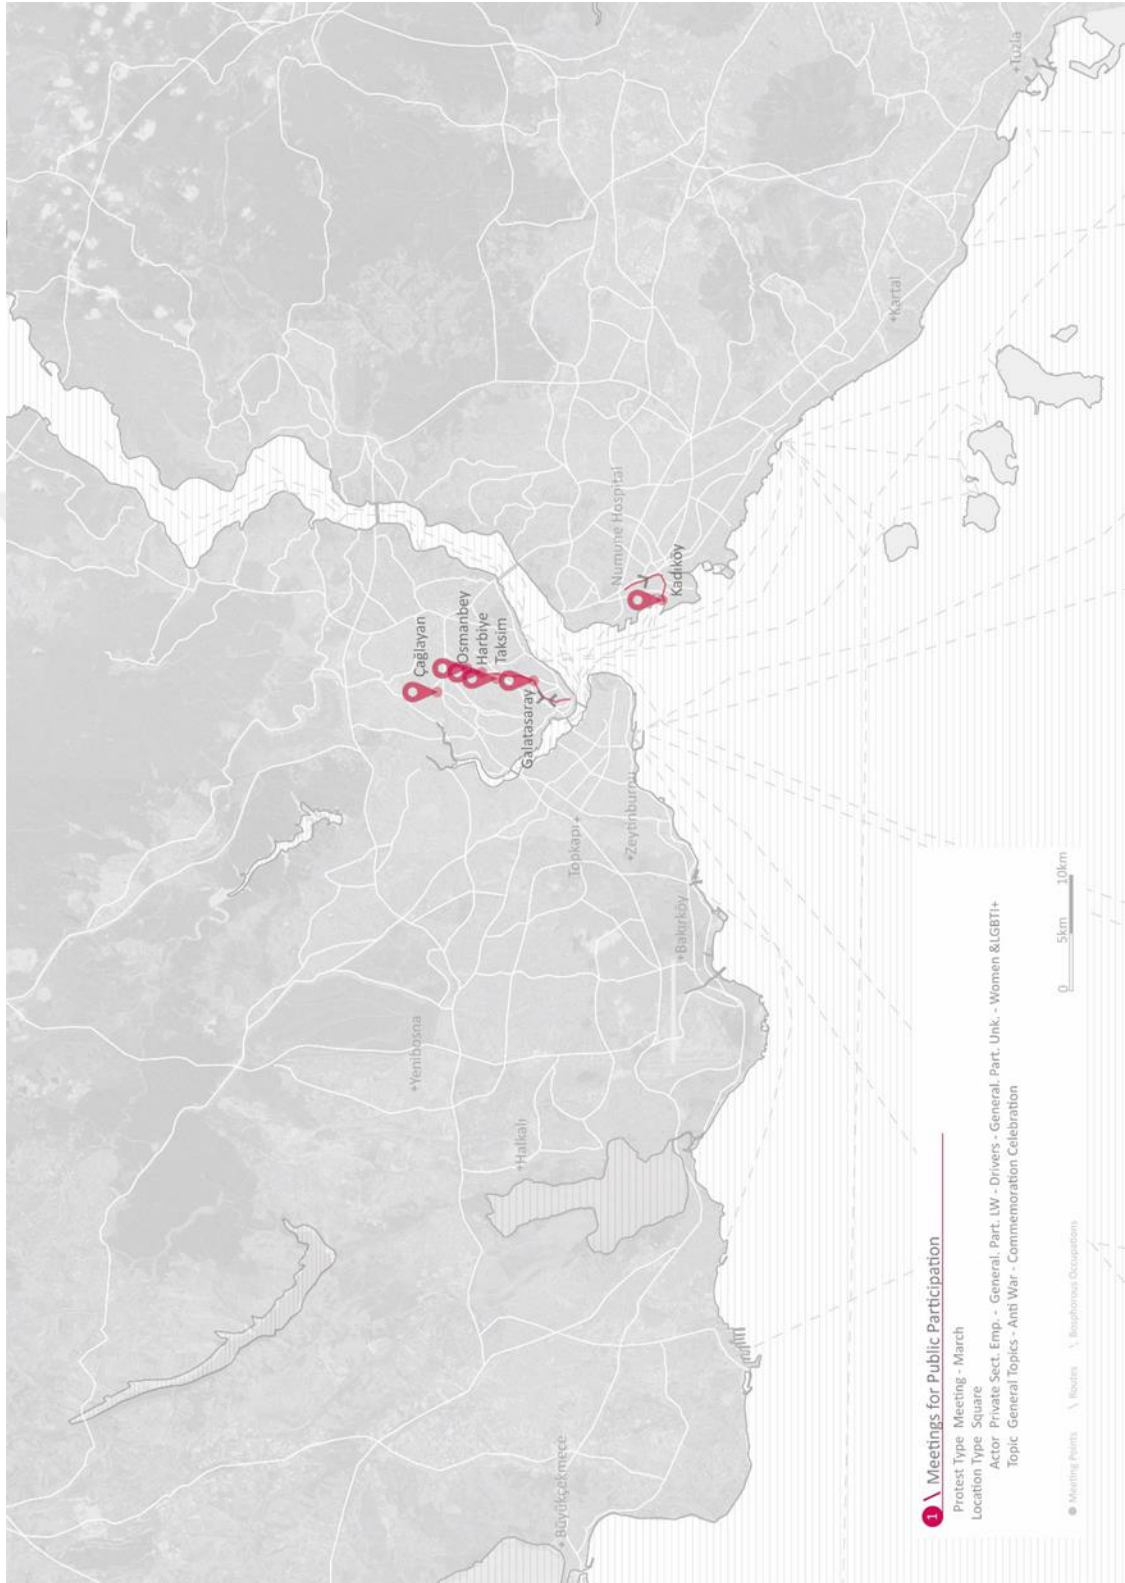 Çağlayan
Osmanbey
Harbiye
Taksim
Galatasaray
Numune Hospital
Kadıköy
+Tuzla
+Kartal
Topkapı+
+Zeytinburnu
+Bakırköy
+Yenibosna
+Halkalı
+Büyükçekmece
1 \ Meetings for Public Participation
Protest Type Meeting - March
Location Type Square
Actor Private Sect. Emp. - General. Part. LW - Drivers - General. Part. Unk. - Women &LGBTI+
Topic General Topics - Anti War - Commemoration Celebration
Meeting Points \ Routes \ Bosphorous Occupations
0 5km 10km